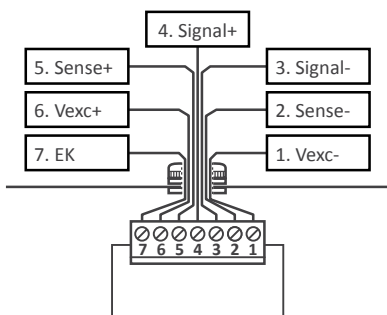 4. Signal+
5. Sense+
3. Signal-
6. Vexc+
2. Sense-
7. EK
1. Vexc-
7 6 5 4 3 2 1